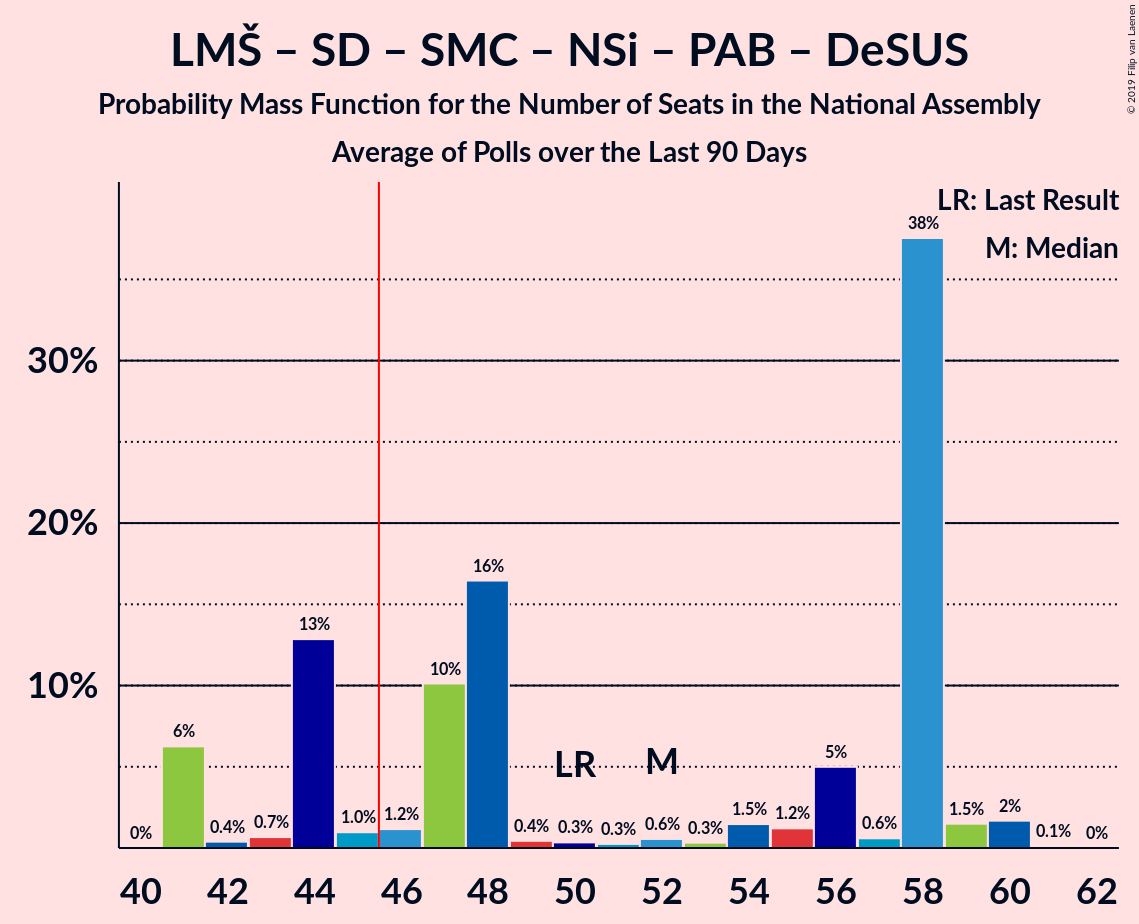 LMŠ – SD – SMC – NSi – PAB – DeSUS
Probability Mass Function for the Number of Seats in the National Assembly
Average of Polls over the Last 90 Days
© 2019 Filip van Laenen
LR: Last Result
M: Median
30%
20%
10%
0%
6%
0.4%
0.7%
13%
1.0%
1.2%
10%
16%
0.4%
0.3%
0.3%
0.6%
0.3%
1.5%
1.2%
5%
0.6%
38%
1.5%
2%
0.1%
0%
LR
M
40 42 44 46 48 50 52 54 56 58 60 62